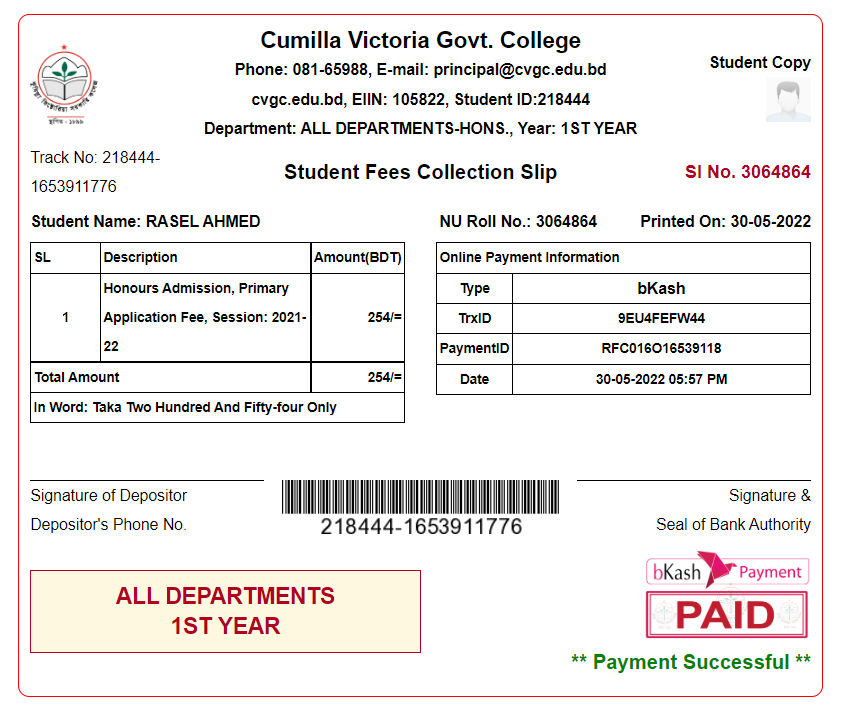 Cumilla Victoria Govt. College
Phone: 081-65988, E-mail: principal@cvgc.edu.bd
Student Copy
cvgc.edu.bd, EIIN: 105822, Student ID:218444
Department: ALL DEPARTMENTS-HONS., Year: 1ST YEAR
কুমিল্লা ভিক্টোরিয়া সরকারি কলেজ
স্থাপিত - ১৮৯৯
Track No: 218444-
1653911776
Student Fees Collection Slip
SI No. 3064864
Student Name: RASEL AHMED
NU Roll No.: 3064864 Printed On: 30-05-2022
SL Description Amount(BDT)
1 Honours Admission, Primary
Application Fee, Session: 2021-
22 254/=
Total Amount 254/=
In Word: Taka Two Hundred And Fifty-four Only
Online Payment Information
Type bKash
TrxID 9EU4FEFW44
PaymentID RFC016O16539118
Date 30-05-2022 05:57 PM
Signature of Depositor
Depositor's Phone No.
218444-1653911776
Signature &
Seal of Bank Authority
ALL DEPARTMENTS
1ST YEAR
bKash Payment
PAID
** Payment Successful **